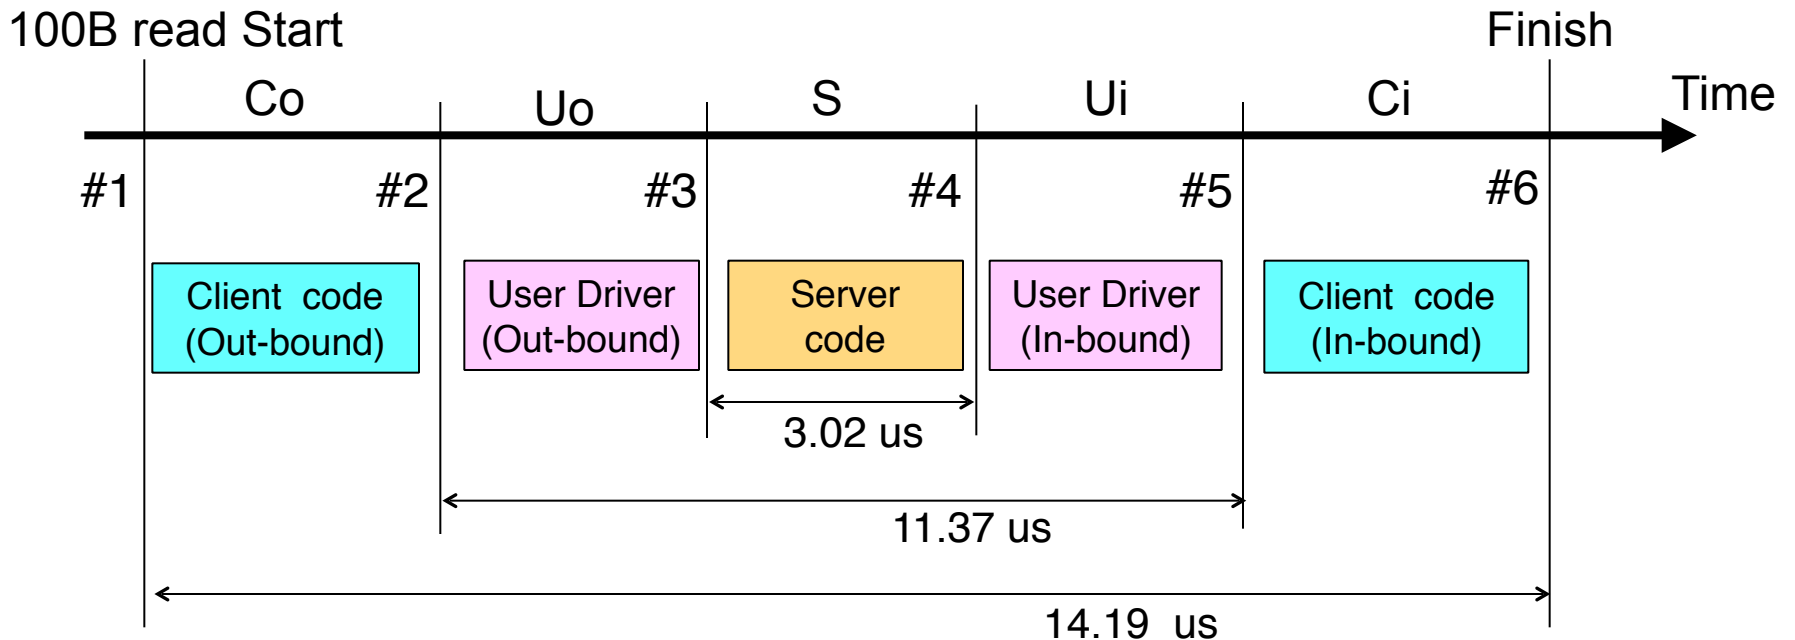 100B read Start
Finish
Co
Uo
S
Ui
Ci
Time
#1
#2
#3
#4
#5
#6
Client code
(Out-bound)
User Driver
(Out-bound)
Server
code
User Driver
(In-bound)
Client code
(In-bound)
3.02 us
11.37 us
14.19 us